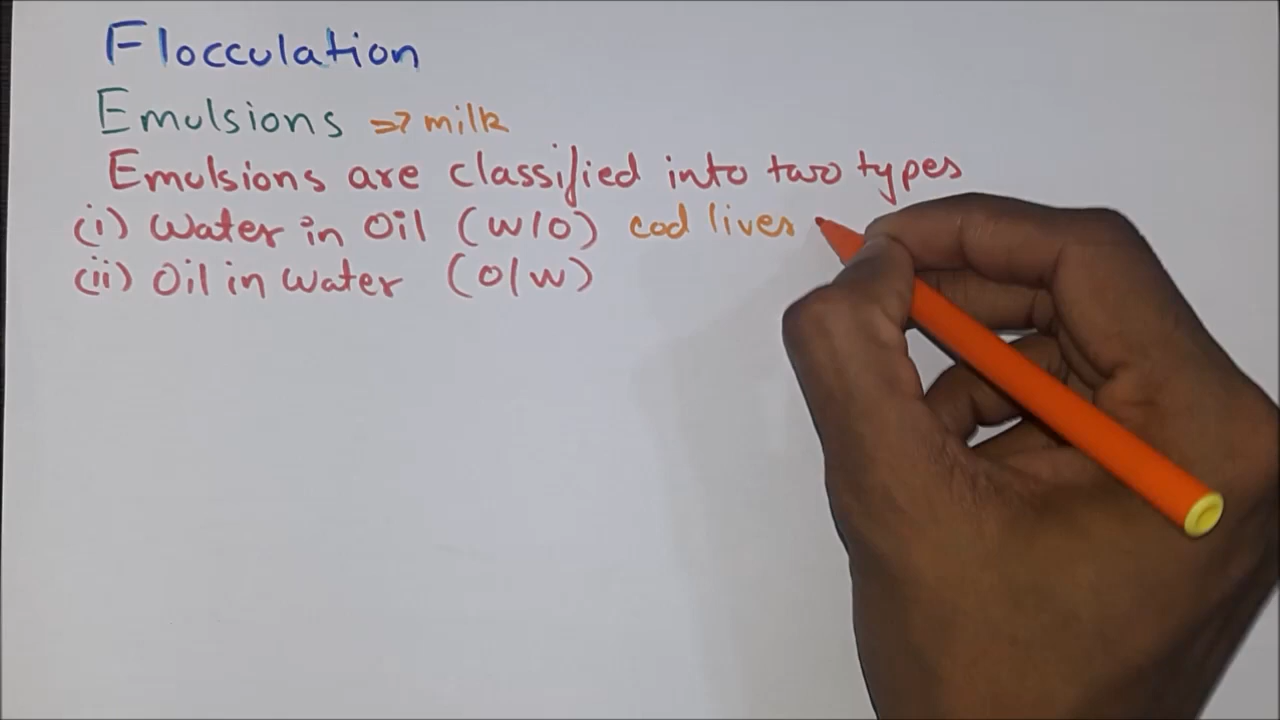 Flocculation
Emulsions => milk
Emulsions are classified into two types
(i) Water in Oil (W/O) cod liver
(ii) Oil in Water (O/W)